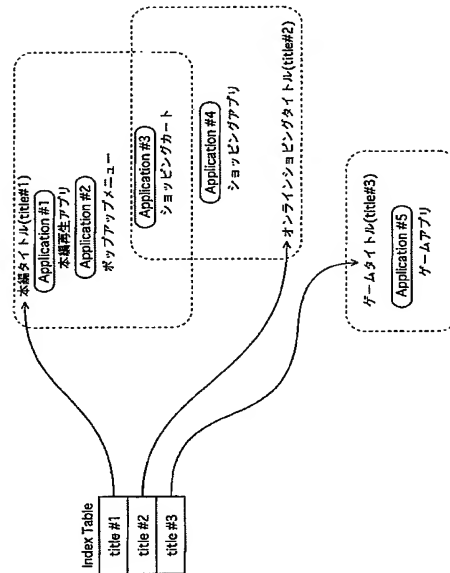 Index Table
title #1
title #2
title #3
本編タイトル(title#1)
Application #1
本編再生アプリ
Application #2
ポップアップメニュー
Application #3
ショッピングカート
Application #4
ショッピングアプリ
オンラインショピングタイトル(title#2)
ゲームタイトル(title#3)
Application #5
ゲームアプリ